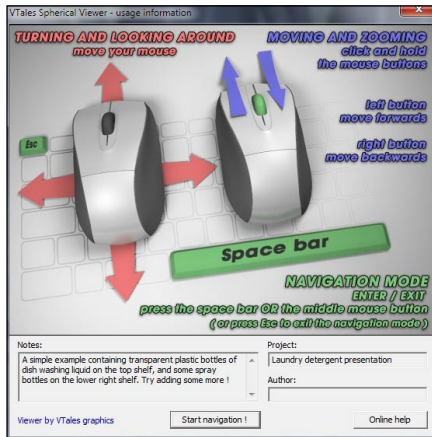 VTales Spherical Viewer - usage information
TURNING AND LOOKING AROUND
move your mouse
MOVING AND ZOOMING
click and hold
the mouse buttons
left button
move forwards
right button
move backwards
Esc
Space bar
NAVIGATION MODE
ENTER / EXIT
press the space bar OR the middle mouse button
( or press Esc to exit the navigation mode )
Notes:
A simple example containing transparent plastic bottles of
dish washing liquid on the top shelf, and some spray
bottles on the lower right shelf. Try adding some more !
Project:
Laundry detergent presentation
Author:
Viewer by VTales graphics
Start navigation !
Online help